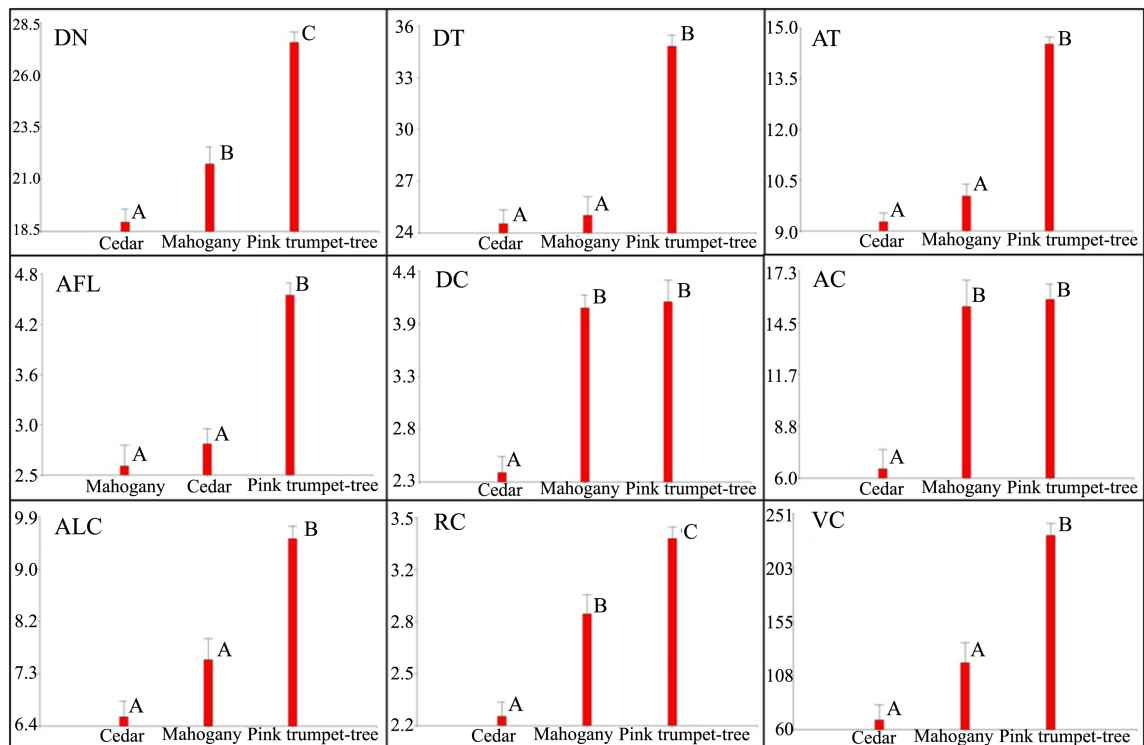 DN
28.5
26.0
23.5
21.0
18.5
A
B
C
Cedar Mahogany Pink trumpet-tree
DT
36
33
30
27
24
A
A
B
Cedar Mahogany Pink trumpet-tree
AT
15.0
13.5
12.0
10.5
9.0
A
A
B
Cedar Mahogany Pink trumpet-tree
AFL
4.8
4.2
3.6
3.0
2.5
A
A
B
Mahogany Cedar Pink trumpet-tree
DC
4.4
3.9
3.3
2.8
2.3
A
B
B
Cedar Mahogany Pink trumpet-tree
AC
17.3
14.5
11.7
8.8
6.0
A
B
B
Cedar Mahogany Pink trumpet-tree
ALC
9.9
9.0
8.2
7.3
6.4
A
A
B
Cedar Mahogany Pink trumpet-tree
RC
3.5
3.2
2.8
2.5
2.2
A
B
C
Cedar Mahogany Pink trumpet-tree
VC
251
203
155
108
60
A
A
B
Cedar Mahogany Pink trumpet-tree